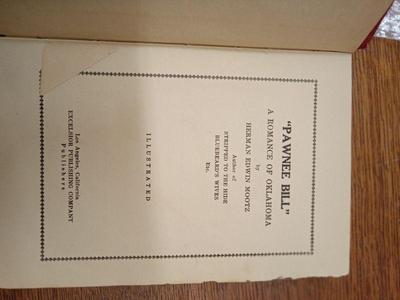 "PAWNEE BILL"
A ROMANCE OF OKLAHOMA
by
HERMAN EDWIN MOOTZ
Author of
STRIPPED TO THE HIDE
BLUEBEARD'S WIVES
Etc.
ILLUSTRATED
Los Angeles, California
EXCELSIOR PUBLISHING COMPANY
Publishers